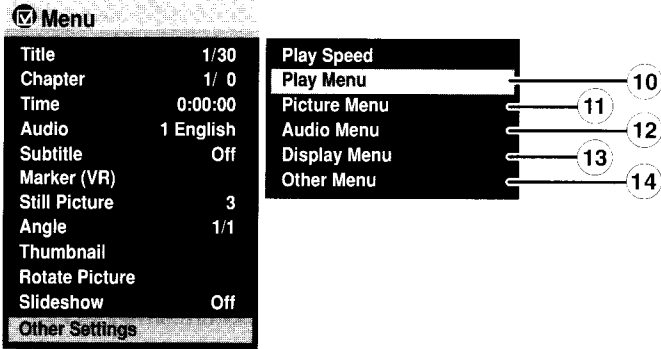 Menu
Title 1/30
Chapter 1/ 0
Time 0:00:00
Audio 1 English
Subtitle Off
Marker (VR)
Still Picture 3
Angle 1/1
Thumbnail
Rotate Picture
Slideshow Off
Other Settings
Play Speed
Play Menu 10
Picture Menu 11
Audio Menu 12
Display Menu 13
Other Menu 14